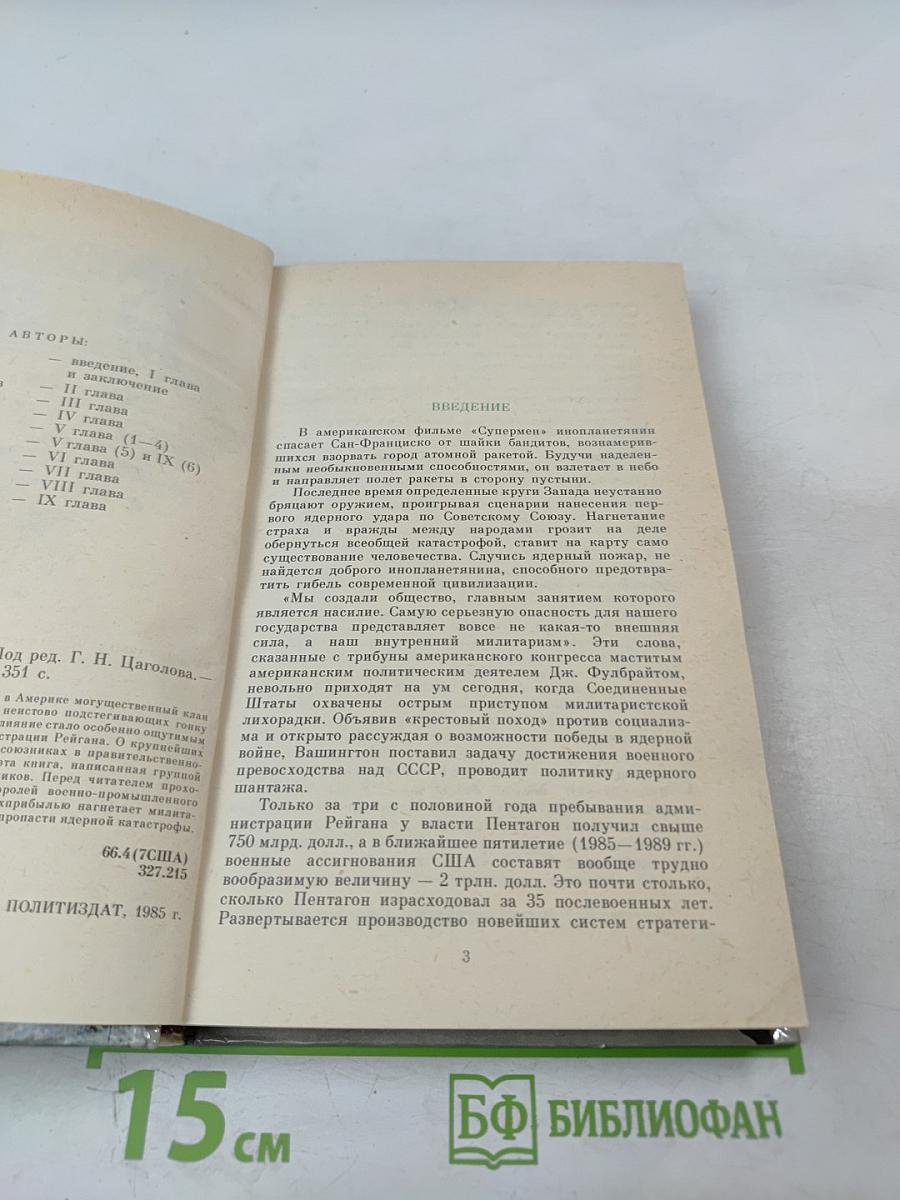 АВТОРЫ:
— введение, I глава
и заключение
— II глава
— III глава
— IV глава
— V глава (1—4)
— V глава (5) и IX (6)
— VI глава
— VII глава
— VIII глава
— IX глава
Под ред. Г. Н. Цаголова.—
351 с.
в Америке могущественный клан
неистово подстегивающих гонку
лияние стало особенно ощутимым
страции Рейгана. О крупнейших
союзниках в правительственно-
эта книга, написанная группой
иков. Перед читателем прохо-
оролей военно-промышленного
хприбылью нагнетает милита-
пропасти ядерной катастрофы.
66.4(7США)
327.215
ПОЛИТИЗДАТ, 1985 г.
ВВЕДЕНИЕ
В американском фильме «Супермен» инопланетянин
спасает Сан-Франциско от шайки бандитов, вознамерив-
шихся взорвать город атомной ракетой. Будучи наделен-
ным необыкновенными способностями, он взлетает в небо
и направляет полет ракеты в сторону пустыни.
Последнее время определенные круги Запада неустанно
бряцают оружием, проигрывая сценарии нанесения пер-
вого ядерного удара по Советскому Союзу. Нагнетание
страха и вражды между народами грозит на деле
обернуться всеобщей катастрофой, ставит на карту само
существование человечества. Случись ядерный пожар, не
найдется доброго инопланетянина, способного предотвра-
тить гибель современной цивилизации.
«Мы создали общество, главным занятием которого
является насилие. Самую серьезную опасность для нашего
государства представляет вовсе не какая-то внешняя
сила, а наш внутренний милитаризм». Эти слова,
сказанные с трибуны американского конгресса маститым
американским политическим деятелем Дж. Фулбрайтом,
невольно приходят на ум сегодня, когда Соединенные
Штаты охвачены острым приступом милитаристской
лихорадки. Объявив «крестовый поход» против социализ-
ма и открыто рассуждая о возможности победы в ядерной
войне, Вашингтон поставил задачу достижения военного
превосходства над СССР, проводит политику ядерного
шантажа.
Только за три с половиной года пребывания адми-
нистрации Рейгана у власти Пентагон получил свыше
750 млрд. долл., а в ближайшее пятилетие (1985—1989 гг.)
военные ассигнования США составят вообще трудно
вообразимую величину — 2 трлн. долл. Это почти столько,
сколько Пентагон израсходовал за 35 послевоенных лет.
Развертывается производство новейших систем стратеги-
3
15 см
БФ БИБЛИОФАН